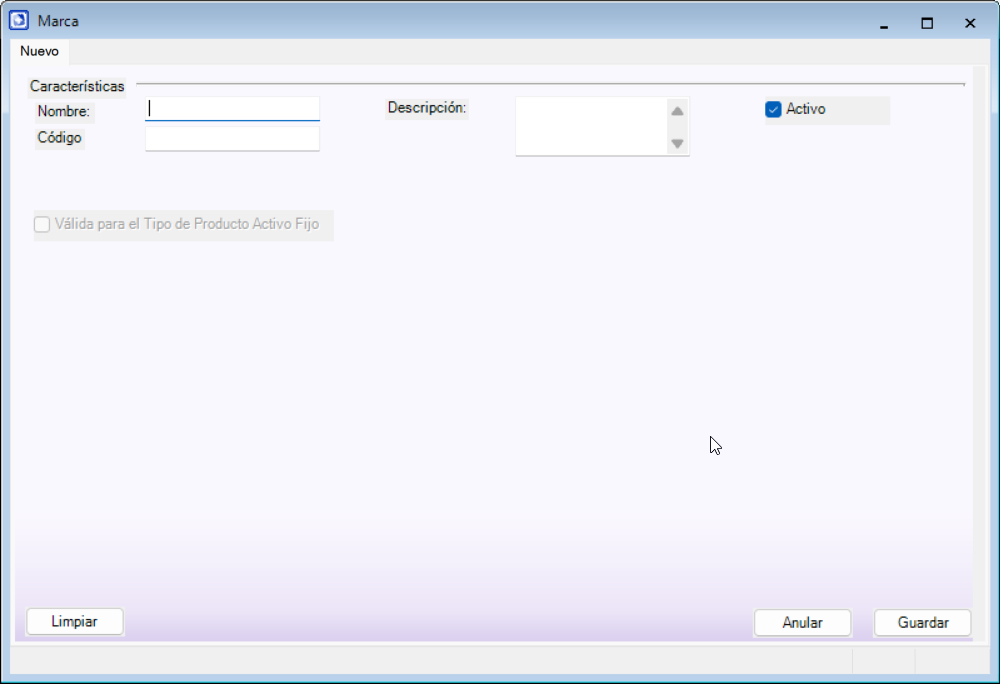 Marca
Nuevo
Características
Nombre:
Descripción:
Activo
Código
Válida para el Tipo de Producto Activo Fijo
Limpiar
Anular
Guardar